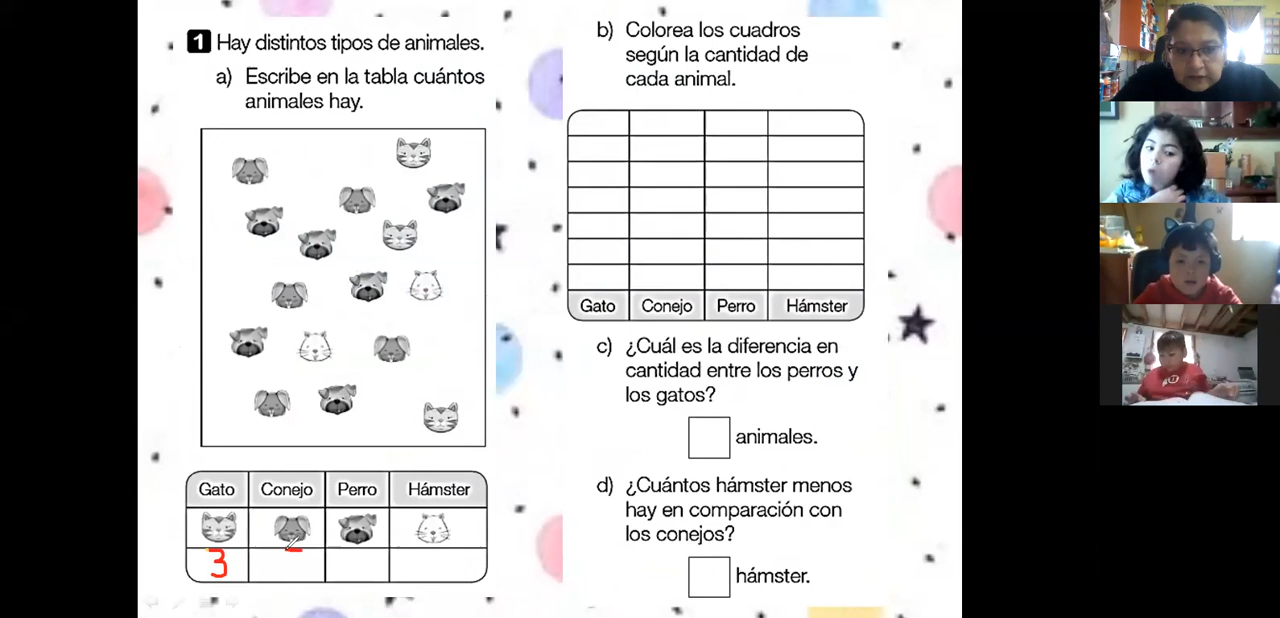 1 Hay distintos tipos de animales.
a) Escribe en la tabla cuántos
animales hay.
Gato Conejo Perro Hámster
3
b) Colorea los cuadros
según la cantidad de
cada animal.
Gato Conejo Perro Hámster
c) ¿Cuál es la diferencia en
cantidad entre los perros y
los gatos?
animales.
d) ¿Cuántos hámster menos
hay en comparación con
los conejos?
hámster.